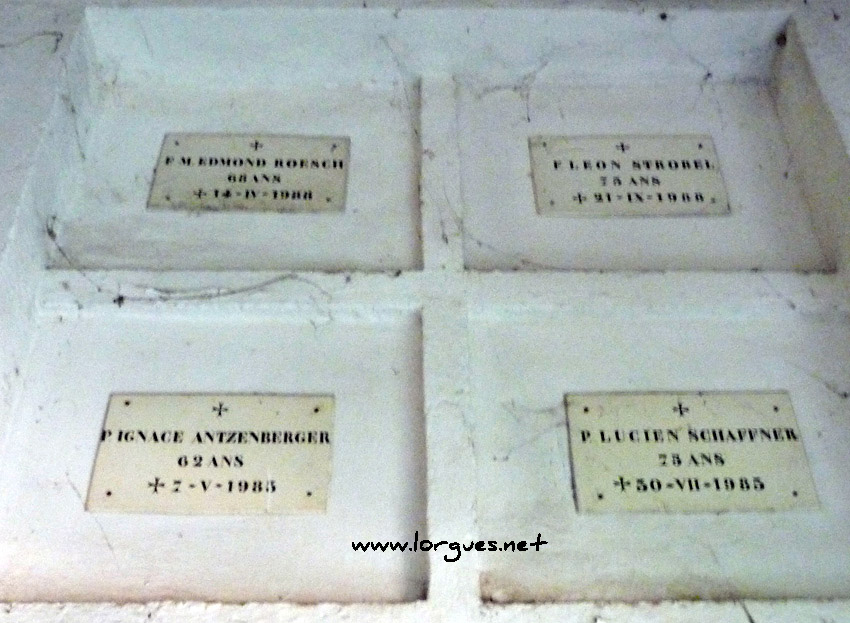 ✝
F M. EDMOND ROESCH
68 ANS
✝ 14-IV-1988
✝
F LEON STROBEL
75 ANS
✝ 21-IX-1988
✝
P IGNACE ANTZENBERGER
62 ANS
✝ 7-V-1985
✝
P LUCIEN SCHAFFNER
75 ANS
✝ 30-VII-1985
www.lorgues.net